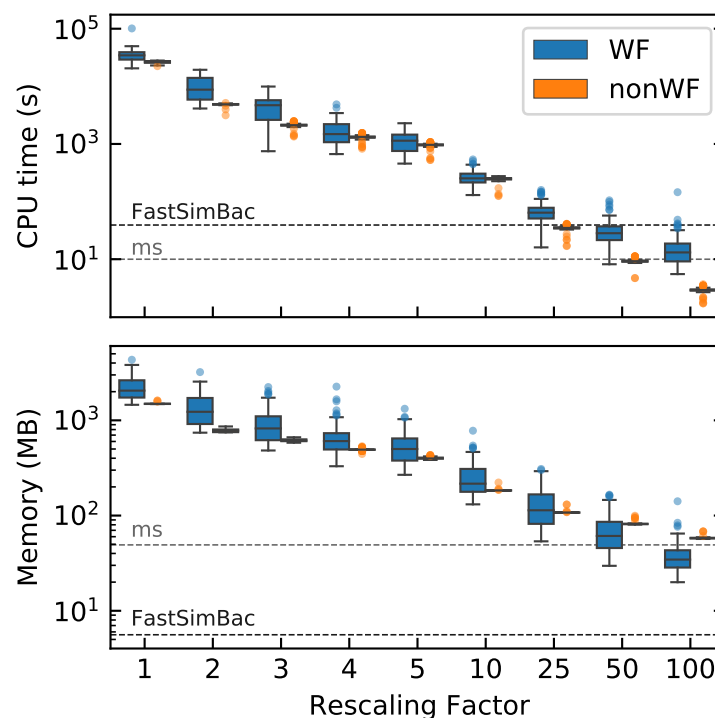 10^5
10^3
10^1
CPU time (s)
WF
nonWF
FastSimBac
ms
10^3
10^2
10^1
Memory (MB)
ms
FastSimBac
1 2 3 4 5 10 25 50 100
Rescaling Factor